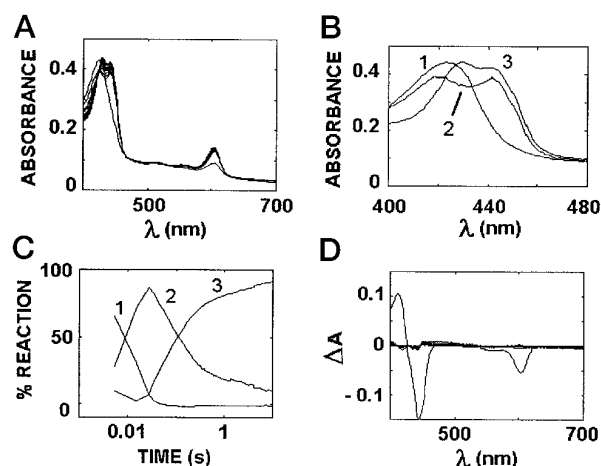 A
ABSORBANCE
0.4
0.2
0
500
700
λ (nm)
B
ABSORBANCE
0.4
0.2
0
1
3
2
400
440
480
λ (nm)
C
% REACTION
100
50
0
1
2
3
0.01
1
TIME (s)
D
ΔA
0.1
0
- 0.1
500
700
λ (nm)